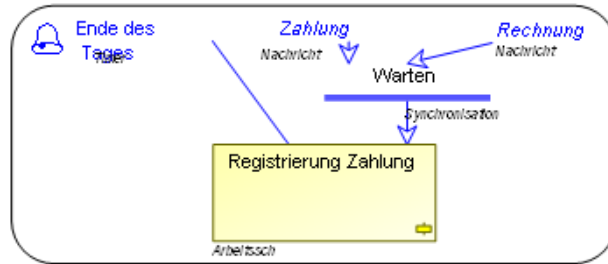 Ende des
Tages
Zahlung
Nachricht
Rechnung
Nachricht
Warten
Synchronisation
Registrierung Zahlung
Arbeitssch